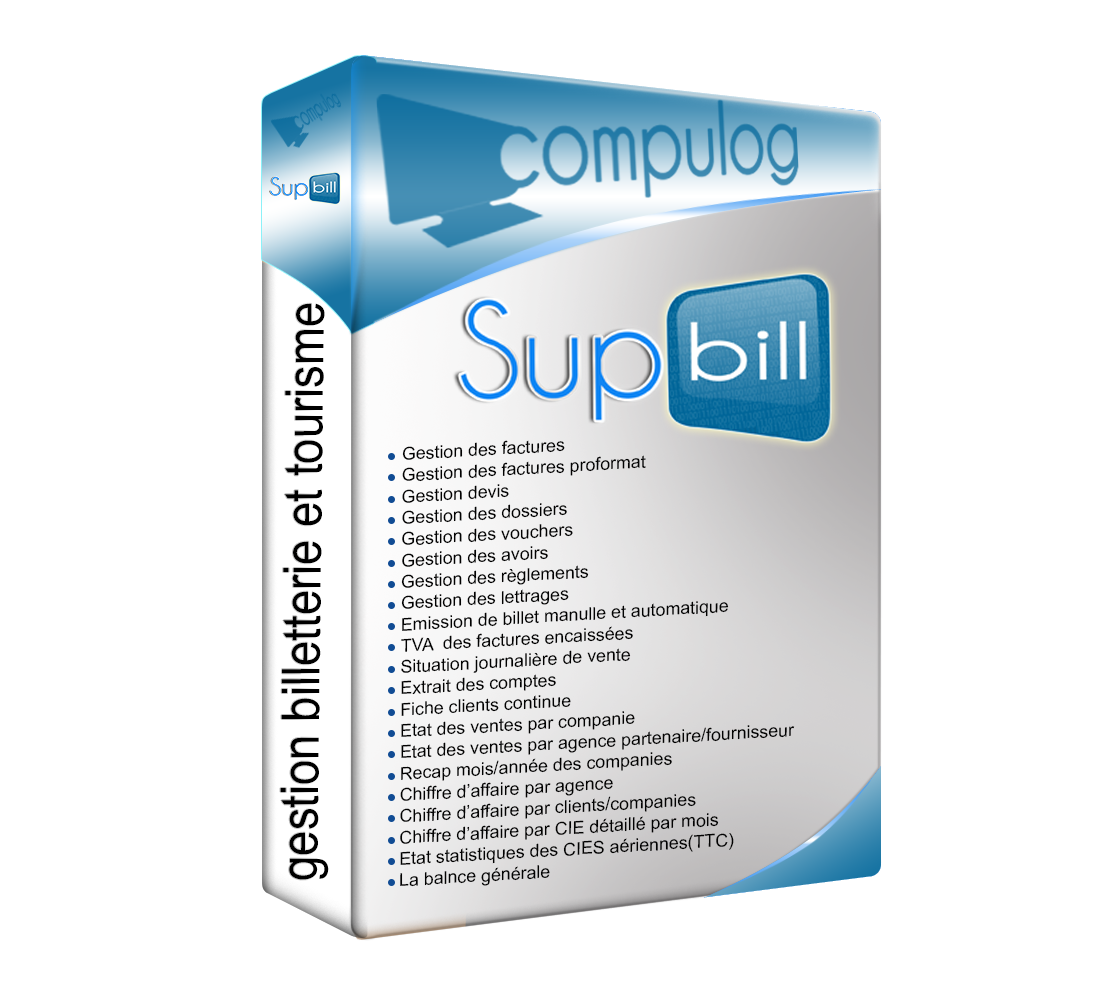 compulog
Sup bill
gestion billetterie et tourisme
compulog
Sup bill
• Gestion des factures
• Gestion des factures proformat
• Gestion devis
• Gestion des dossiers
• Gestion des vouchers
• Gestion des avoirs
• Gestion des règlements
• Gestion des lettrages
• Emission de billet manulle et automatique
• TVA des factures encaissées
• Situation journalière de vente
• Extrait des comptes
• Fiche clients continue
• Etat des ventes par companie
• Etat des ventes par agence partenaire/fournisseur
• Recap mois/année des companies
• Chiffre d'affaire par agence
• Chiffre d'affaire par clients/companies
• Chiffre d'affaire par CIE détaillé par mois
• Etat statistiques des CIES aériennes(TTC)
• La balnce générale